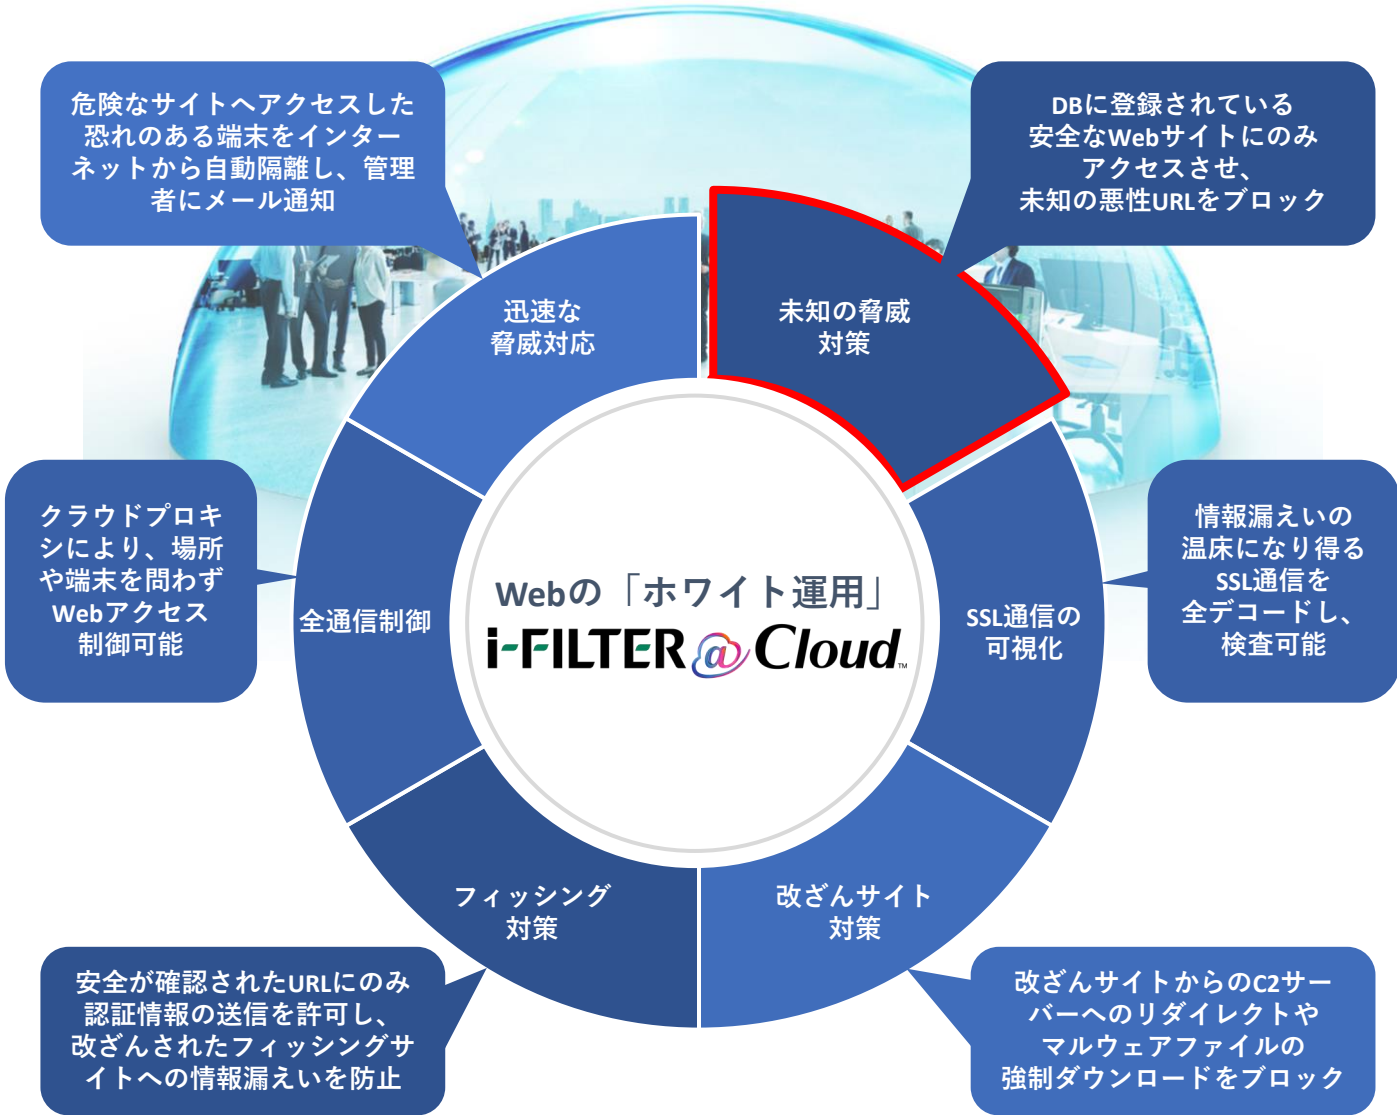 危険なサイトへアクセスした
恐れのある端末をインター
ネットから自動隔離し、管理
者にメール通知
DBに登録されている
安全なWebサイトにのみ
アクセスさせ、
未知の悪性URLをブロック
迅速な
脅威対応
未知の脅威
対策
クラウドプロキ
シにより、場所
や端末を問わず
Webアクセス
制御可能
全通信制御
Webの「ホワイト運用」
i-FILTER@Cloud™
SSL通信の
可視化
情報漏えいの
温床になり得る
SSL通信を
全デコードし、
検査可能
フィッシング
対策
改ざんサイト
対策
安全が確認されたURLにのみ
認証情報の送信を許可し、
改ざんされたフィッシングサ
イトへの情報漏えいを防止
改ざんサイトからのC2サー
バーへのリダイレクトや
マルウェアファイルの
強制ダウンロードをブロック